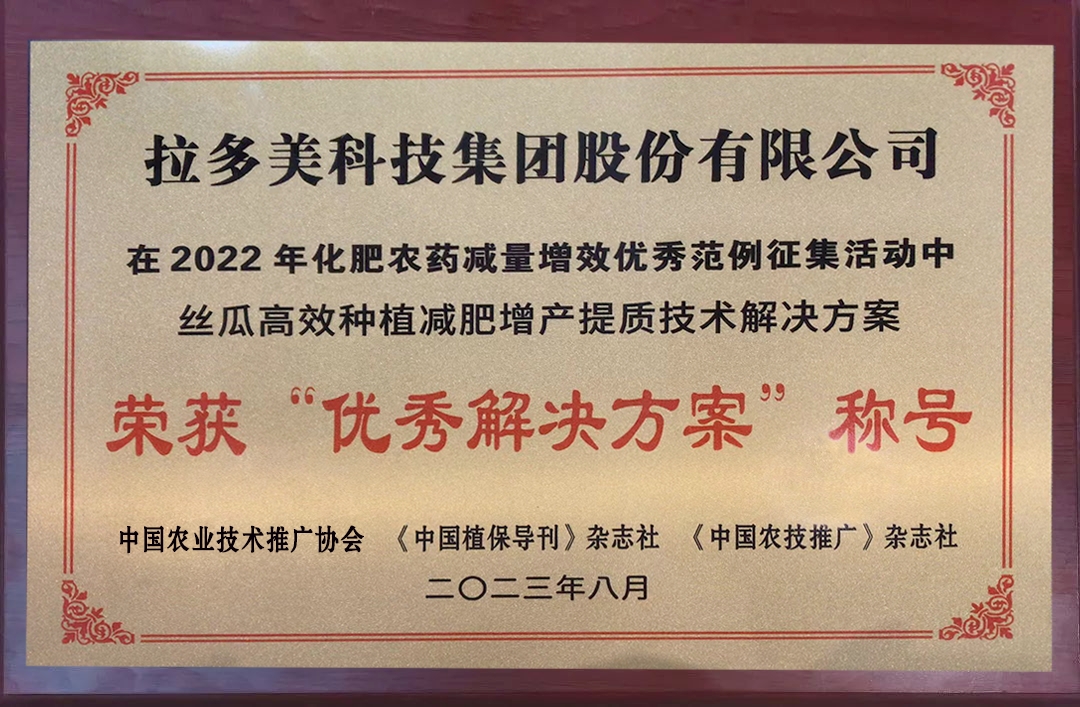 拉多美科技集团股份有限公司
在 2022 年化肥农药减量增效优秀范例征集活动中
丝瓜高效种植减肥增产提质技术解决方案
荣获“优秀解决方案”称号
中国农业技术推广协会 《中国植保导刊》杂志社 《中国农技推广》杂志社
二〇二三年八月